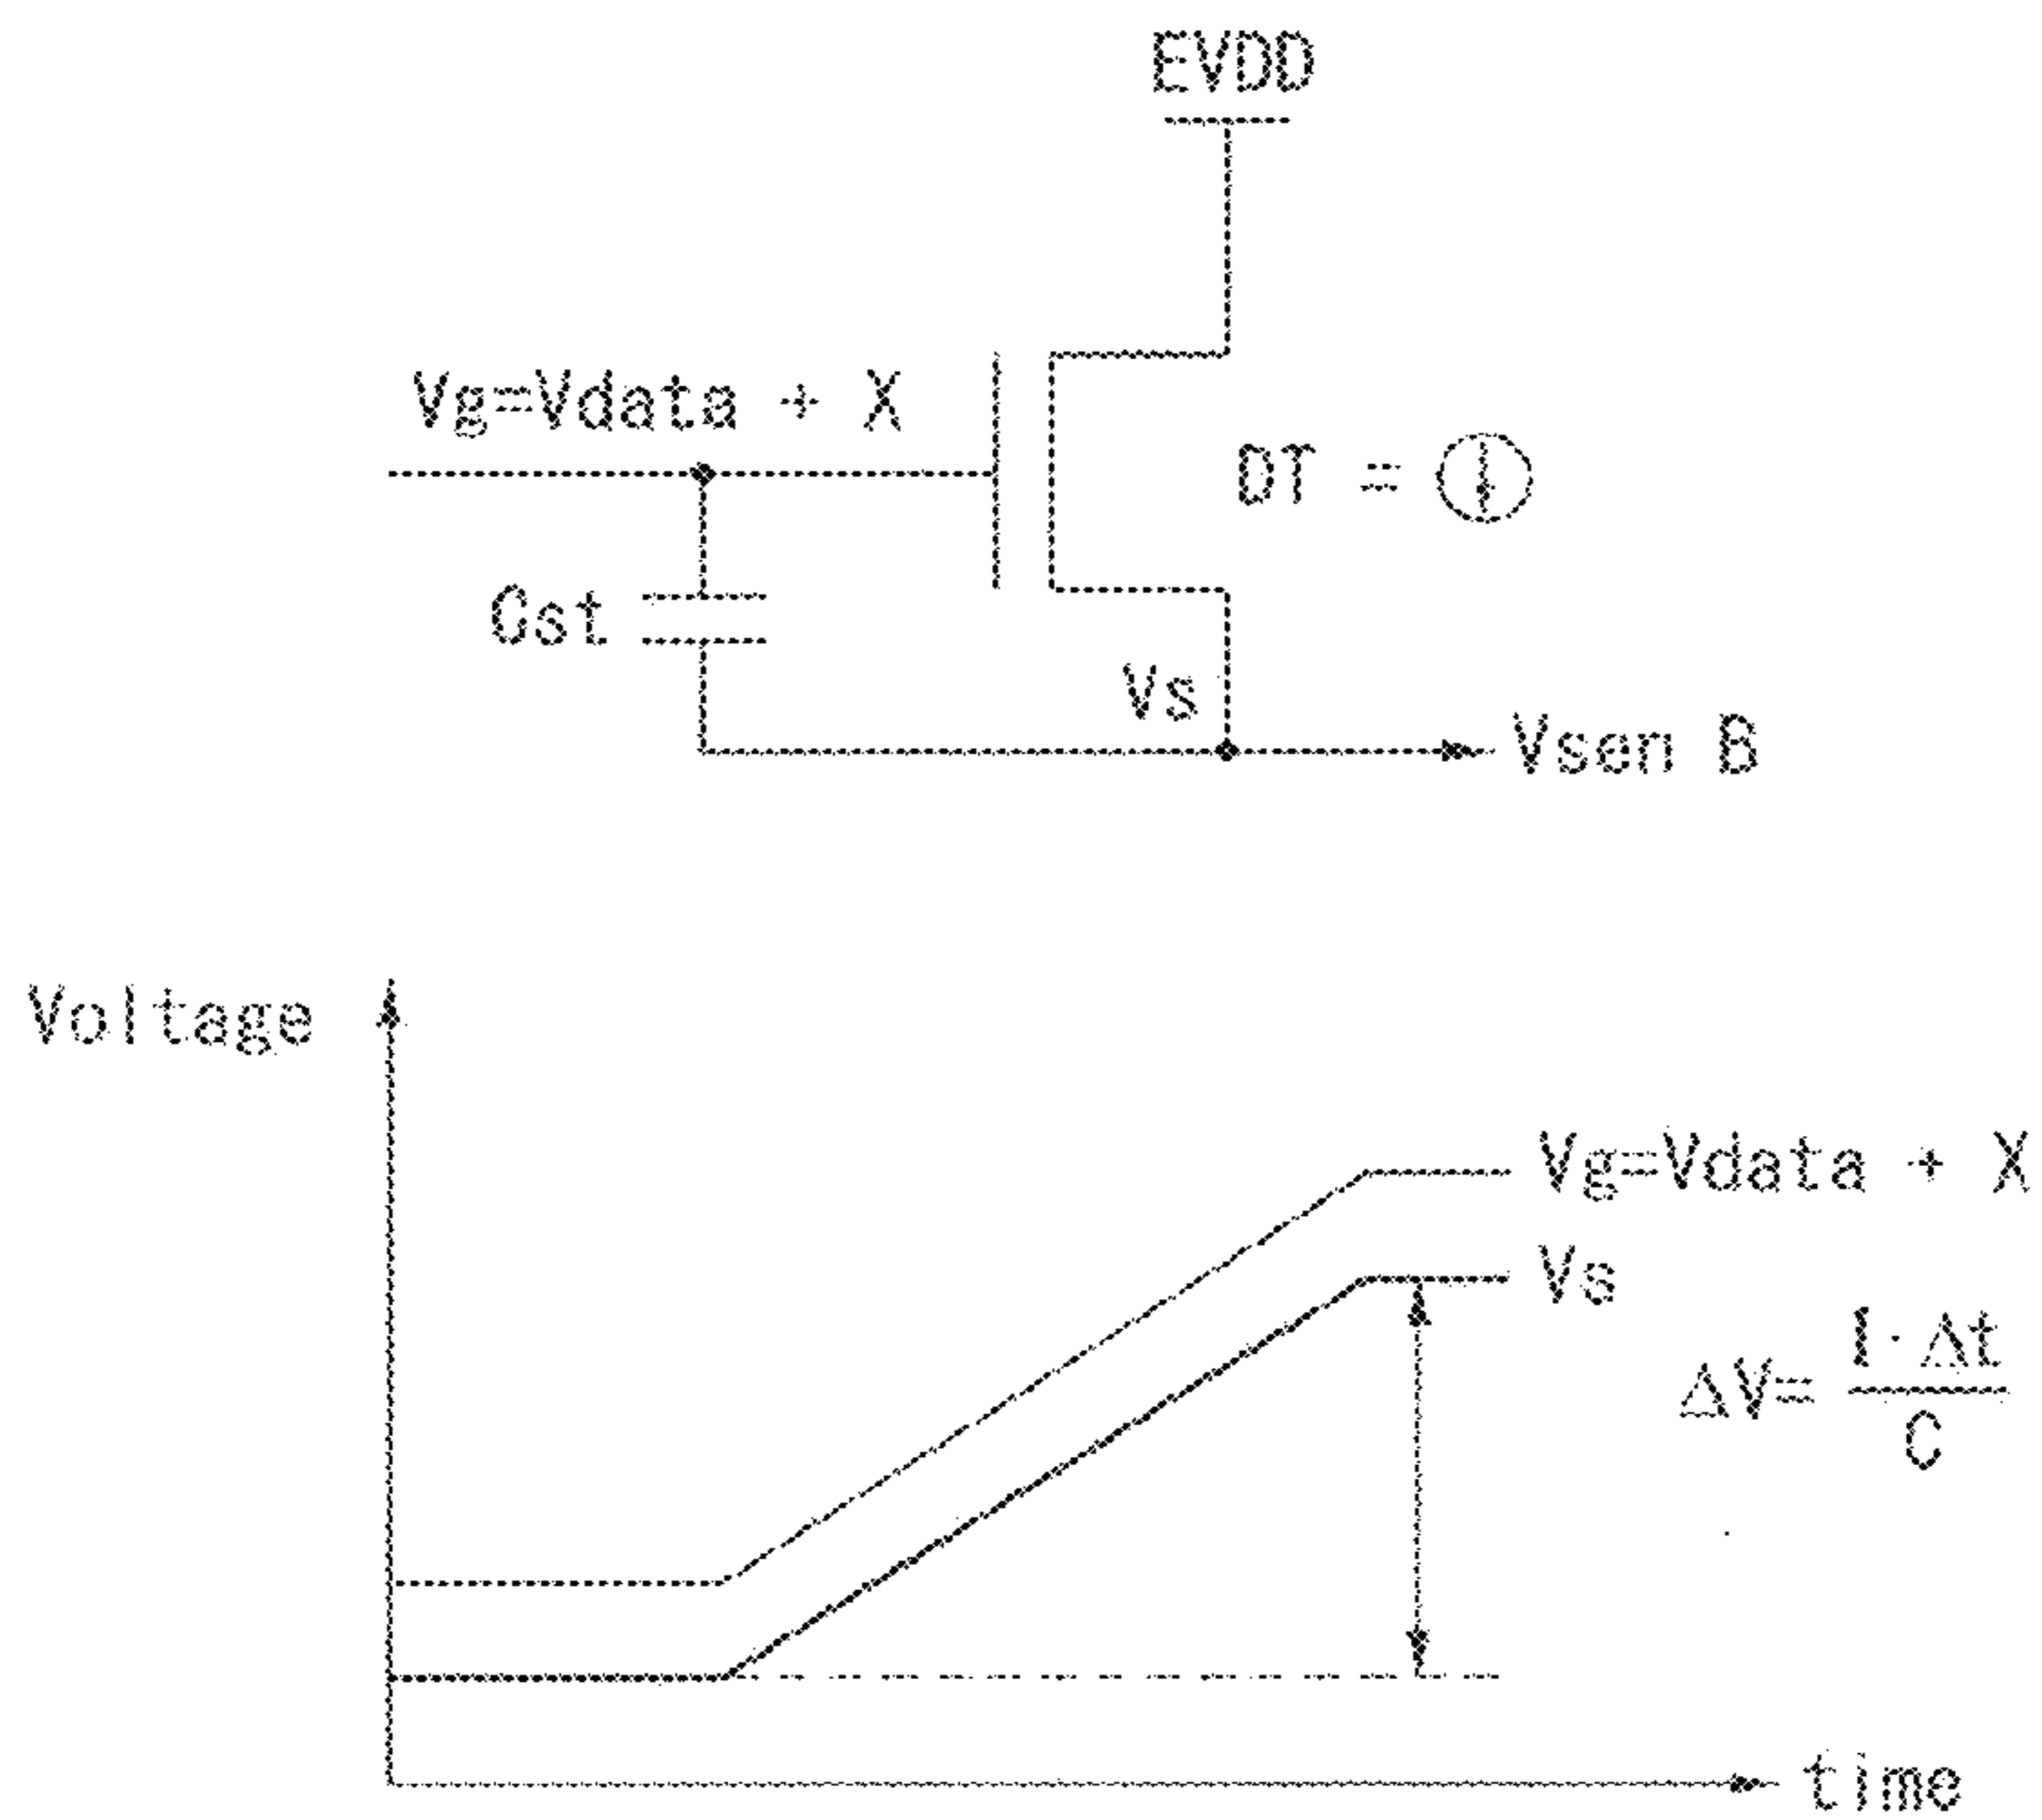 EVDD
Vg=Vdata + X
DT =
Cst
Vs
Vsen B
Voltage
Vg=Vdata + X
Vs
ΔV= I·Δt
C
time